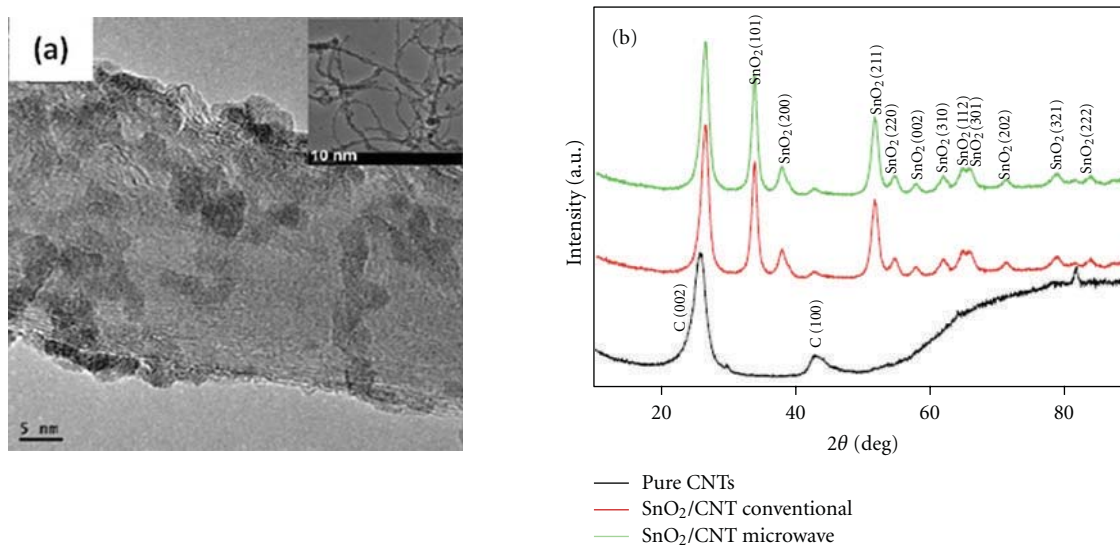 (a)
10 nm
5 nm
(b)
SnO₂ (101)
SnO₂ (200)
SnO₂ (211)
SnO₂ (220)
SnO₂ (002)
SnO₂ (310)
SnO₂ (112)
SnO₂ (301)
SnO₂ (202)
SnO₂ (321)
SnO₂ (222)
C (002)
C (100)
Intensity (a.u.)
20
40
60
80
2θ (deg)
Pure CNTs
SnO₂/CNT conventional
SnO₂/CNT microwave